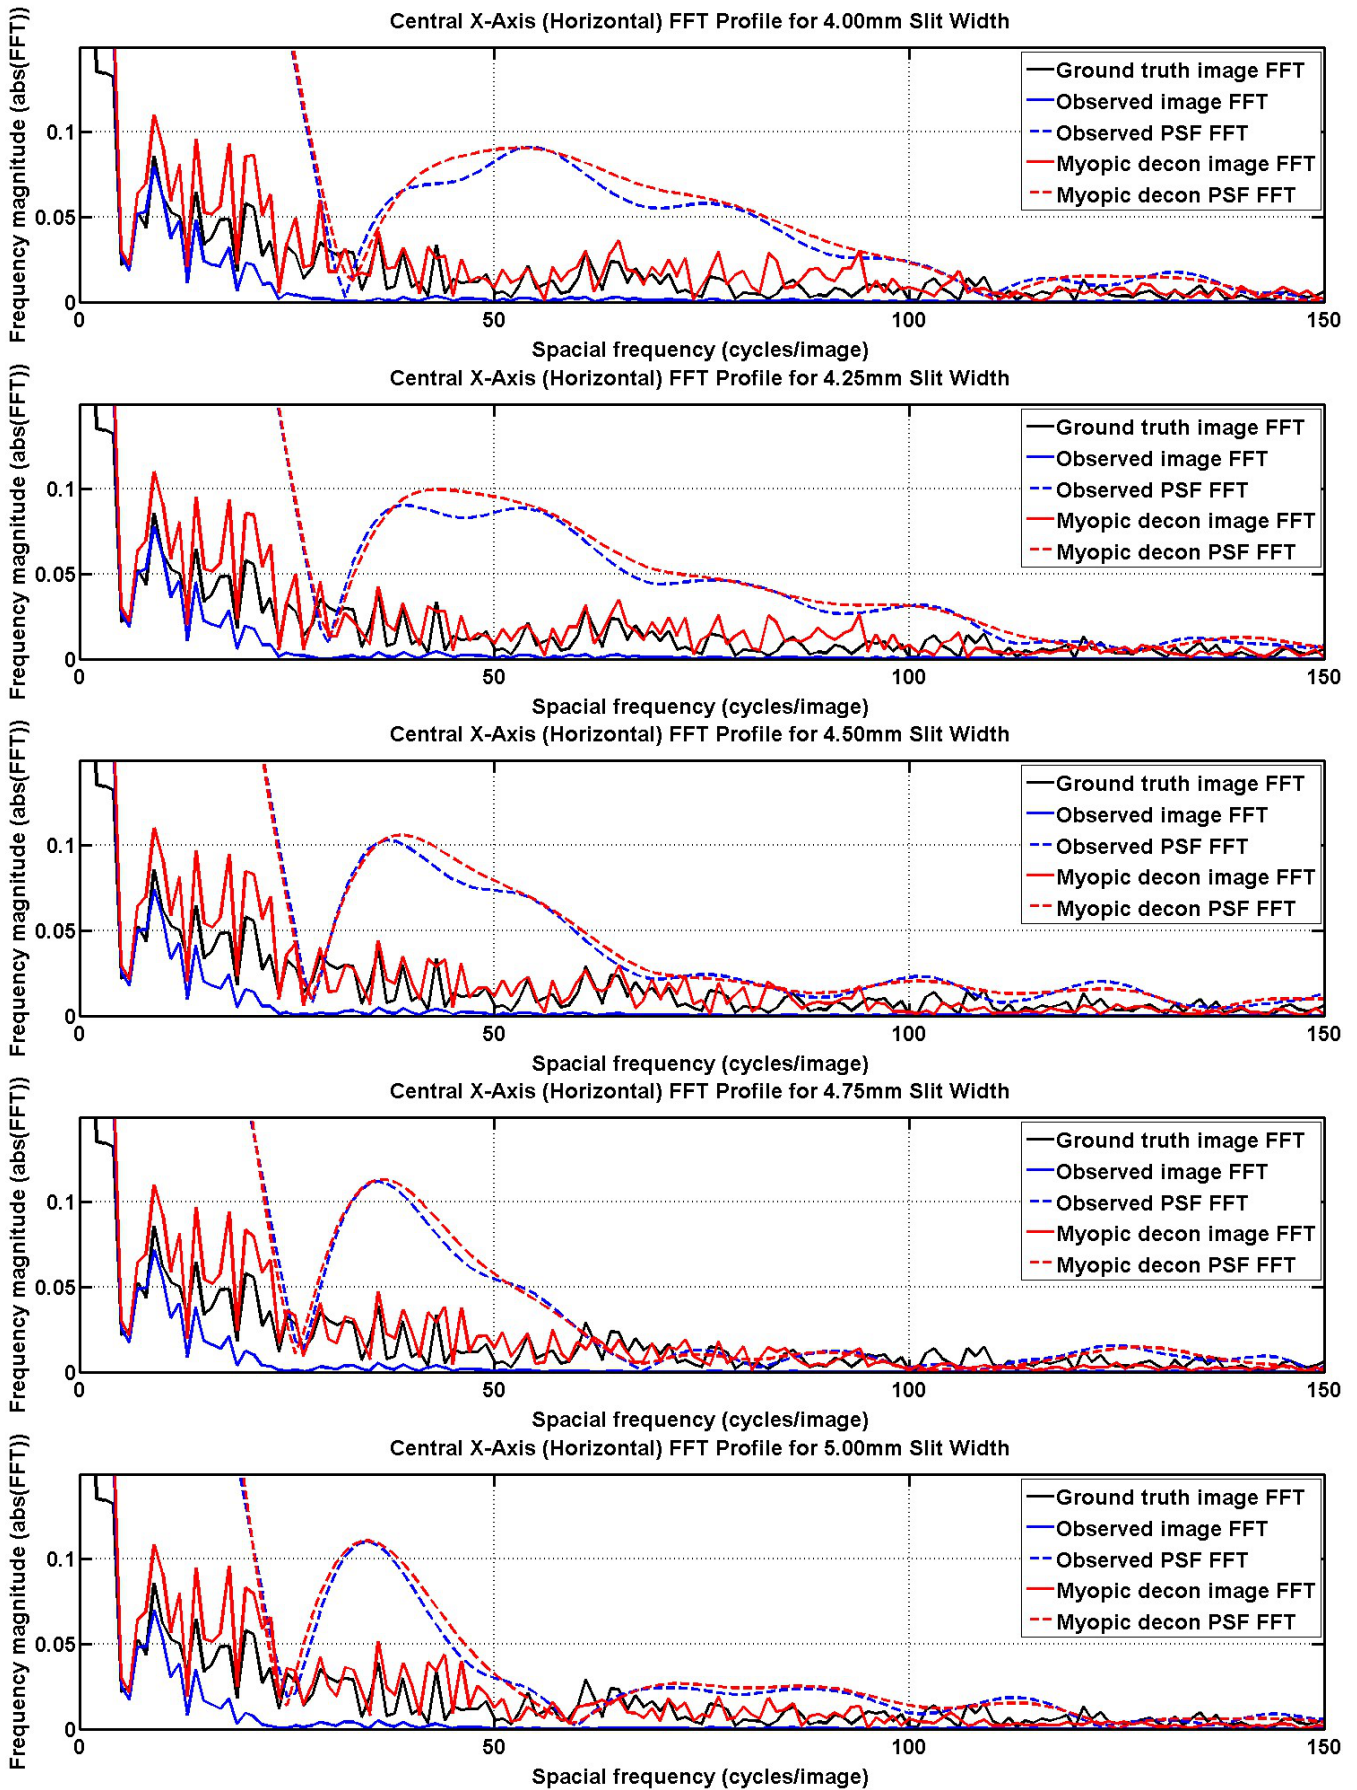 Central X-Axis (Horizontal) FFT Profile for 4.00mm Slit Width
Frequency magnitude (abs(FFT))
0.1
0.05
0
Ground truth image FFT
Observed image FFT
Observed PSF FFT
Myopic decon image FFT
Myopic decon PSF FFT
0 50 100 150
Spacial frequency (cycles/image)
Central X-Axis (Horizontal) FFT Profile for 4.25mm Slit Width
Frequency magnitude (abs(FFT))
0.1
0.05
0
Ground truth image FFT
Observed image FFT
Observed PSF FFT
Myopic decon image FFT
Myopic decon PSF FFT
0 50 100 150
Spacial frequency (cycles/image)
Central X-Axis (Horizontal) FFT Profile for 4.50mm Slit Width
Frequency magnitude (abs(FFT))
0.1
0.05
0
Ground truth image FFT
Observed image FFT
Observed PSF FFT
Myopic decon image FFT
Myopic decon PSF FFT
0 50 100 150
Spacial frequency (cycles/image)
Central X-Axis (Horizontal) FFT Profile for 4.75mm Slit Width
Frequency magnitude (abs(FFT))
0.1
0.05
0
Ground truth image FFT
Observed image FFT
Observed PSF FFT
Myopic decon image FFT
Myopic decon PSF FFT
0 50 100 150
Spacial frequency (cycles/image)
Central X-Axis (Horizontal) FFT Profile for 5.00mm Slit Width
Frequency magnitude (abs(FFT))
0.1
0.05
0
Ground truth image FFT
Observed image FFT
Observed PSF FFT
Myopic decon image FFT
Myopic decon PSF FFT
0 50 100 150
Spacial frequency (cycles/image)